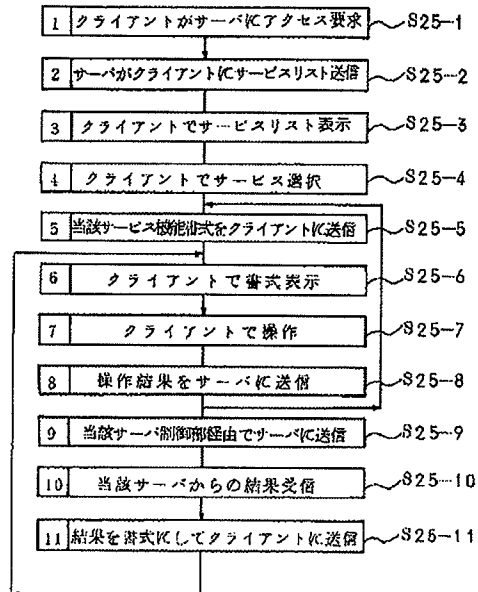 1 クライアントがサーバにアクセス要求 S25-1
2 サーバがクライアントにサービスリスト送信 S25-2
3 クライアントでサービスリスト表示 S25-3
4 クライアントでサービス選択 S25-4
5 当該サービス機能書式をクライアントに送信 S25-5
6 クライアントで書式表示 S25-6
7 クライアントで操作 S25-7
8 操作結果をサーバに送信 S25-8
9 当該サーバ制御部経由でサーバに送信 S25-9
10 当該サーバからの結果受信 S25-10
11 結果を書式にしてクライアントに送信 S25-11